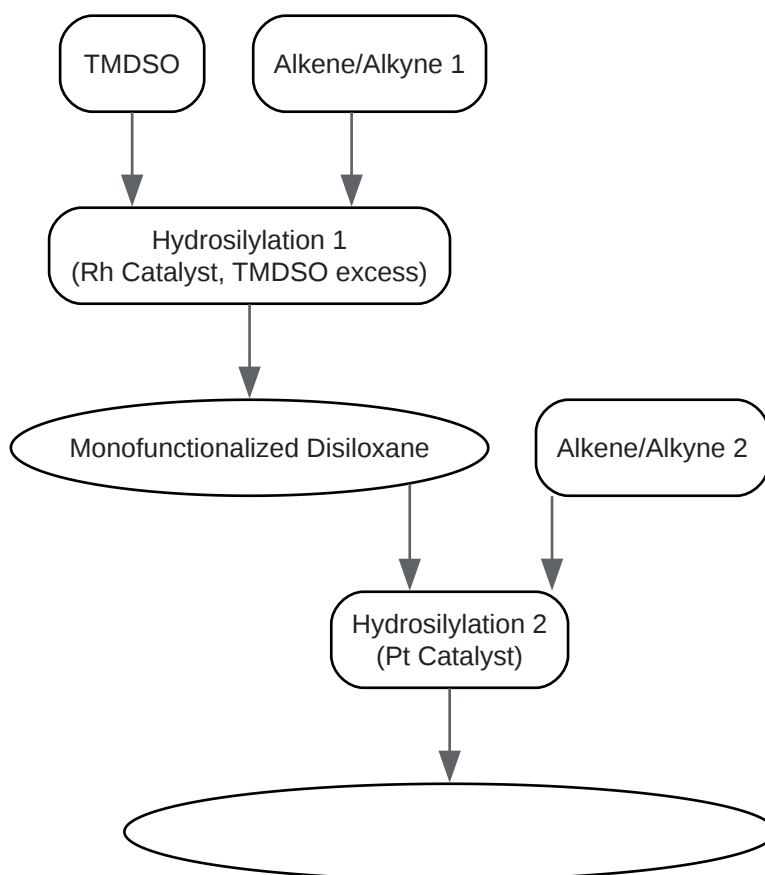 TMDSO
Alkene/Alkyne 1
Hydrosilylation 1
(Rh Catalyst, TMDSO excess)
Monofunctionalized Disiloxane
Alkene/Alkyne 2
Hydrosilylation 2
(Pt Catalyst)